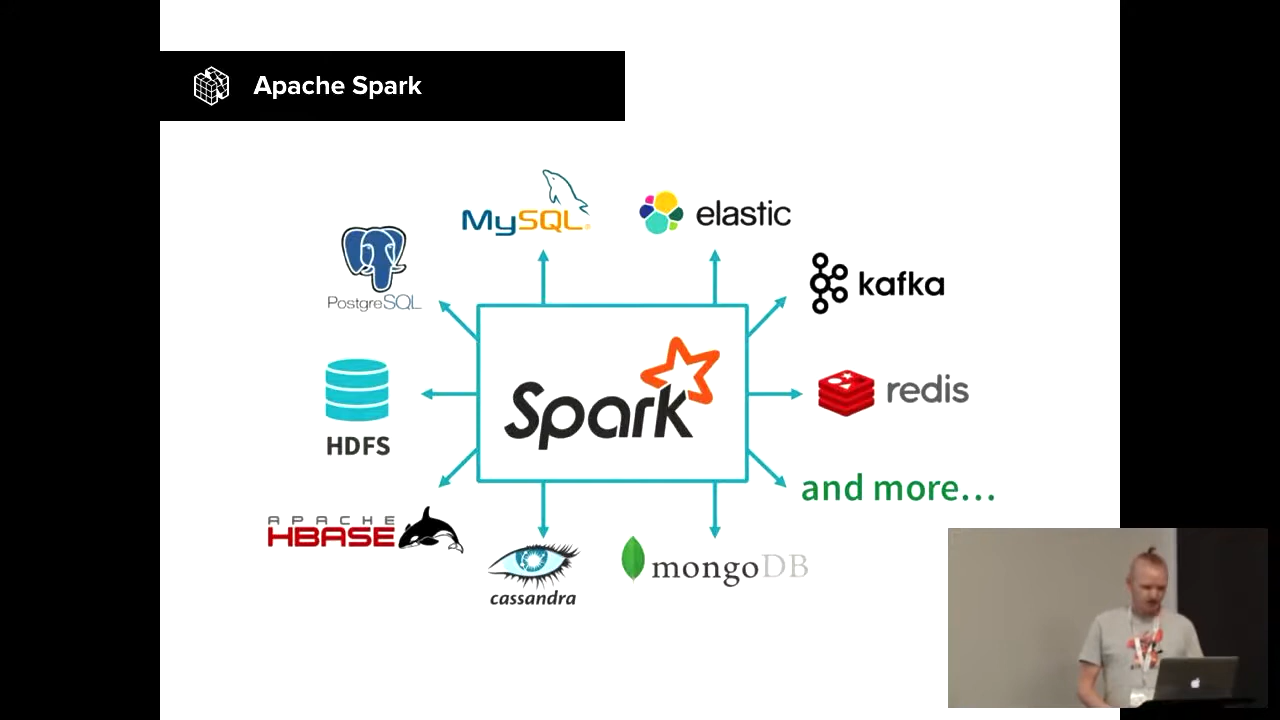 Apache Spark
MySQL®
elastic
PostgreSQL
kafka
Spark
redis
HDFS
and more...
APACHE
HBASE
cassandra
mongoDB